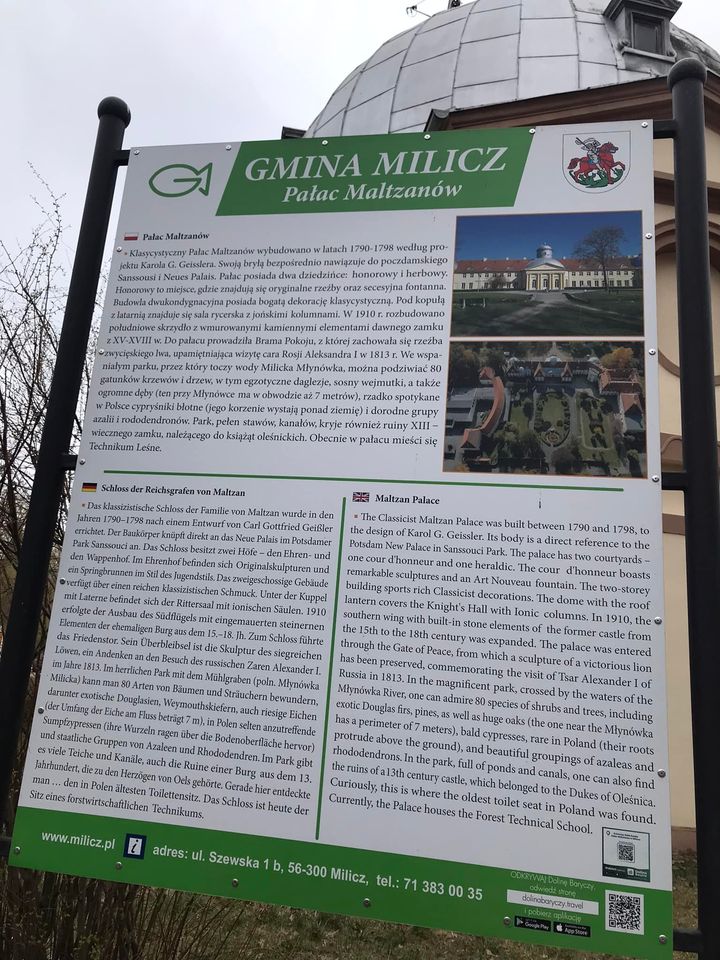 GMINA MILICZ
Pałac Maltzanów
Pałac Maltzanów
Klasycystyczny Pałac Maltzanów wybudowano w latach 1790-1798 według pro-
jektu Karola G. Geisslera. Swoją bryłą bezpośrednio nawiązuje do poczdamskiego
Sanssousi i Neues Palais. Pałac posiada dwa dziedzińce: honorowy i herbowy.
Honorowy to miejsce, gdzie znajdują się oryginalne rzeźby oraz secesyjna fontanna.
Budowla dwukondygnacyjna posiada bogatą dekorację klasycystyczną. Pod kopułą
z latarnią znajduje się sala rycerska z jońskimi kolumnami. W 1910 r. rozbudowano
południowe skrzydło z wmurowanymi kamiennymi elementami dawnego zamku
z XV-XVIII w. Do pałacu prowadziła Brama Pokoju, z której zachowała się rzeźba
zwycięskiego lwa, upamiętniająca wizytę cara Rosji Aleksandra I w 1813 r. We wspa-
niałym parku, przez który toczy wody Milicka Młynówka, można podziwiać 80
gatunków krzewów i drzew, w tym egzotyczne daglezje, sosny wejmutki, a także
ogromne dęby (ten przy Młynówce ma w obwodzie aż 7 metrów), rzadko spotykane
w Polsce cypryśniki błotne (jego korzenie wystają ponad ziemię) i dorodne grupy
azalii i rododendronów. Park, pełen stawów, kanałów, kryje również ruiny XIII –
wiecznego zamku, należącego do książąt oleśnickich. Obecnie w pałacu mieści się
Technikum Leśne.
Schloss der Reichsgrafen von Maltzan
Das klassizistische Schloss der Familie von Maltzan wurde in den
Jahren 1790–1798 nach einem Entwurf von Carl Gottfried Geißler
errichtet. Der Baukörper knüpft direkt an das Neue Palais im Potsdamer
Park Sanssouci an. Das Schloss besitzt zwei Höfe – den Ehren- und
den Wappenhof. Im Ehrenhof befinden sich Originalskulpturen und
ein Springbrunnen im Stil des Jugendstils. Das zweigeschossige Gebäude
verfügt über einen reichen klassizistischen Schmuck. Unter der Kuppel
mit Laterne befindet sich der Rittersaal mit ionischen Säulen. 1910
erfolgte der Ausbau des Südflügels mit eingemauerten steinernen
Elementen der ehemaligen Burg aus dem 15.–18. Jh. Zum Schloss führte
das Friedenstor. Sein Überbleibsel ist die Skulptur des siegreichen
Löwen, ein Andenken an den Besuch des russischen Zaren Alexander I.
im Jahre 1813. Im herrlichen Park mit dem Mühlgraben (poln. Młynówka
Milicka) kann man 80 Arten von Bäumen und Sträuchern bewundern,
darunter exotische Douglasien, Weymouthskiefern, auch riesige Eichen
(der Umfang der Eiche am Fluss beträgt 7 m), in Polen selten anzutreffende
Sumpfzypressen (ihre Wurzeln ragen über die Bodenoberfläche hervor)
und staatliche Gruppen von Azaleen und Rhododendren. Im Park gibt
es viele Teiche und Kanäle, auch die Ruine einer Burg aus dem 13.
Jahrhundert, die zu den Herzögen von Oels gehörte. Gerade hier entdeckte
man … den in Polen ältesten Toilettensitz. Das Schloss ist heute der
Sitz eines forstwirtschaftlichen Technikums.
Maltzan Palace
The Classicist Maltzan Palace was built between 1790 and 1798, to
the design of Karol G. Geissler. Its body is a direct reference to the
Potsdam New Palace in Sanssouci Park. The palace has two courtyards –
one cour d'honneur and one heraldic. The cour d'honneur boasts
remarkable sculptures and an Art Nouveau fountain. The two-storey
building sports rich Classicist decorations. The dome with the roof
lantern covers the Knight's Hall with Ionic columns. In 1910, the
southern wing with built-in stone elements of the former castle from
the 15th to the 18th century was expanded. The palace was entered
through the Gate of Peace, from which a sculpture of a victorious lion
has been preserved, commemorating the visit of Tsar Alexander I of
Russia in 1813. In the magnificent park, crossed by the waters of the
Młynówka River, one can admire 80 species of shrubs and trees, including
exotic Douglas firs, pines, as well as huge oaks (the one near the Młynówka
has a perimeter of 7 meters), bald cypresses, rare in Poland (their roots
protrude above the ground), and beautiful groupings of azaleas and
rhododendrons. In the park, full of ponds and canals, one can also find
the ruins of a13th century castle, which belonged to the Dukes of Oleśnica.
Curiously, this is where the oldest toilet seat in Poland was found.
Currently, the Palace houses the Forest Technical School.
www.milicz.pl i adres: ul. Szewska 1 b, 56-300 Milicz, tel.: 71 383 00 35
ODKRYWAJ Dolinę Baryczy,
odwiedź stronę
dolinabaryczy.travel
i pobierz aplikację
Google Play
App Store